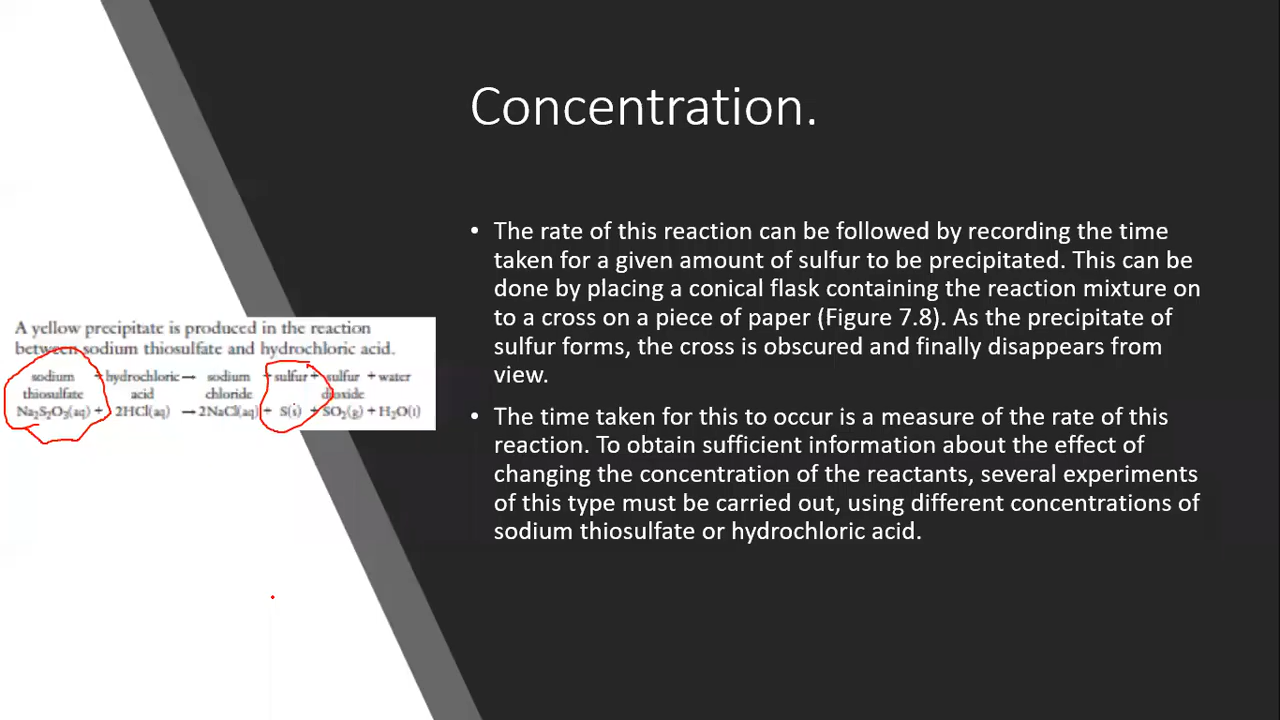 Concentration.
• The rate of this reaction can be followed by recording the time
taken for a given amount of sulfur to be precipitated. This can be
done by placing a conical flask containing the reaction mixture on
to a cross on a piece of paper (Figure 7.8). As the precipitate of
sulfur forms, the cross is obscured and finally disappears from
view.
• The time taken for this to occur is a measure of the rate of this
reaction. To obtain sufficient information about the effect of
changing the concentration of the reactants, several experiments
of this type must be carried out, using different concentrations of
sodium thiosulfate or hydrochloric acid.
A yellow precipitate is produced in the reaction
between sodium thiosulfate and hydrochloric acid.
sodium + hydrochloric → sodium + sulfur + sulfur + water
thiosulfate acid chloride dioxide
Na₂S₂O₃(aq) + 2HCl(aq) → 2NaCl(aq) + S(s) + SO₂(g) + H₂O(l)